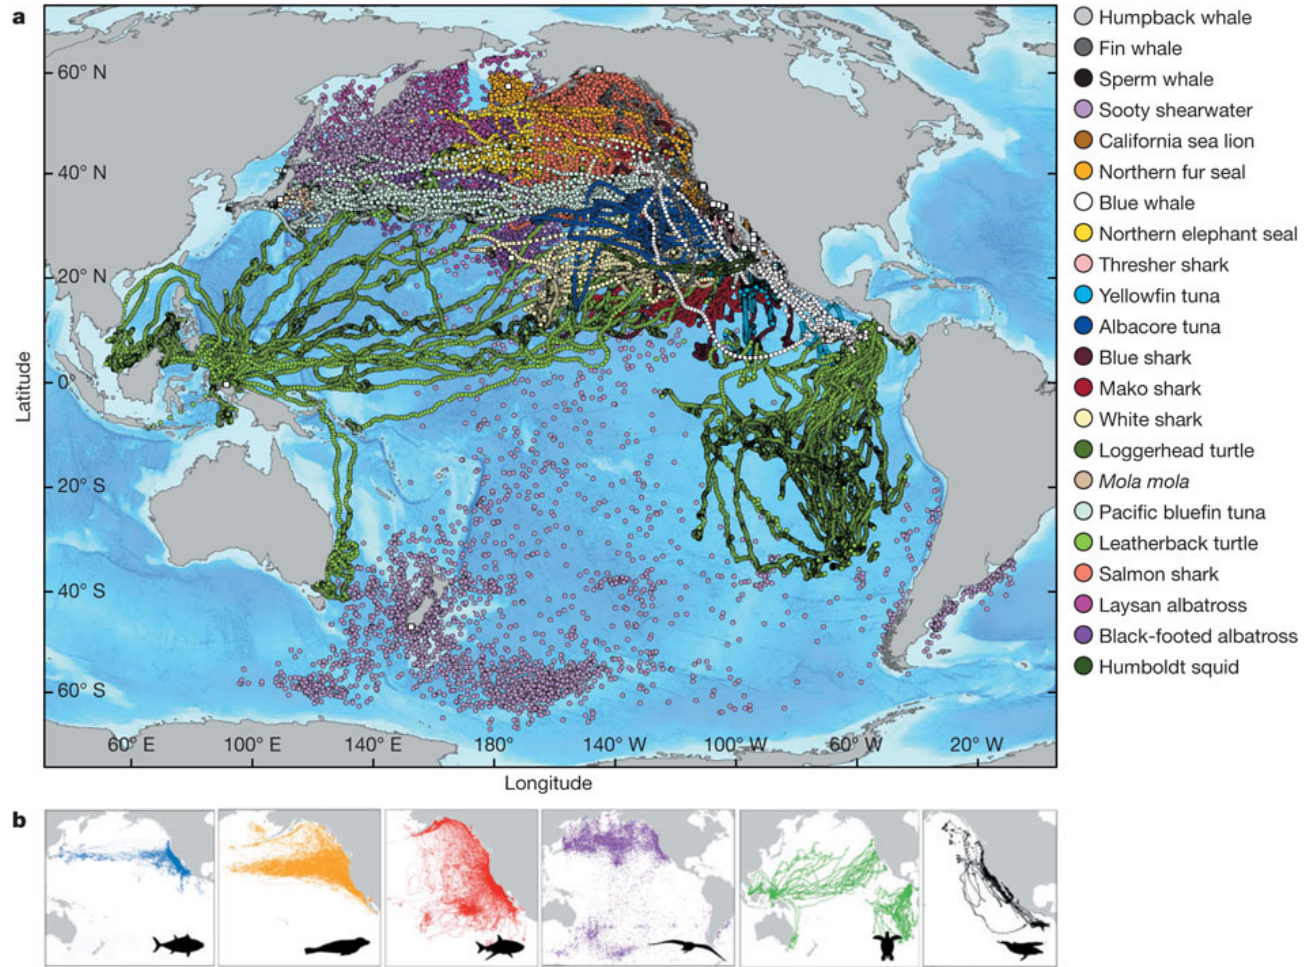 a
Humpback whale
Fin whale
Sperm whale
Sooty shearwater
California sea lion
Northern fur seal
Blue whale
Northern elephant seal
Thresher shark
Yellowfin tuna
Albacore tuna
Blue shark
Mako shark
White shark
Loggerhead turtle
Mola mola
Pacific bluefin tuna
Leatherback turtle
Salmon shark
Laysan albatross
Black-footed albatross
Humboldt squid
60° N
40° N
20° N
0°
20° S
40° S
60° S
Latitude
60° E 100° E 140° E 180° 140° W 100° W 60° W 20° W
Longitude
b